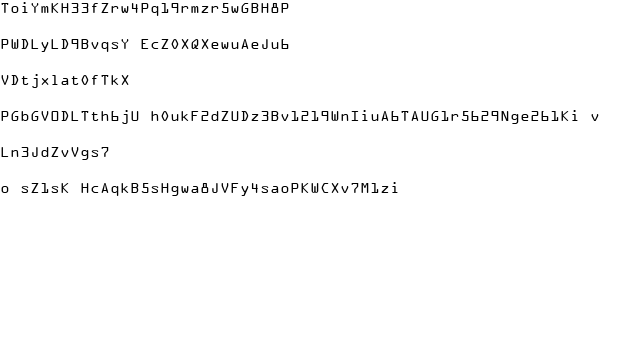 ToiYmKH33fZrw4Pq19rmzr5wGBH8P
PWDLyLD9BvqsY EcZ0XQXewuAeJu6
VDtjxlat0fTkX
PGbGVODLTth6jU h0ukF2dZUDz3Bv1219WnIiuA6TAUG1r5629Nge261Ki v
Ln3JdZvVgs7
o sZ1sK HcAqkB5sHgwa8JVFy4saoPKWCXv7M1zi